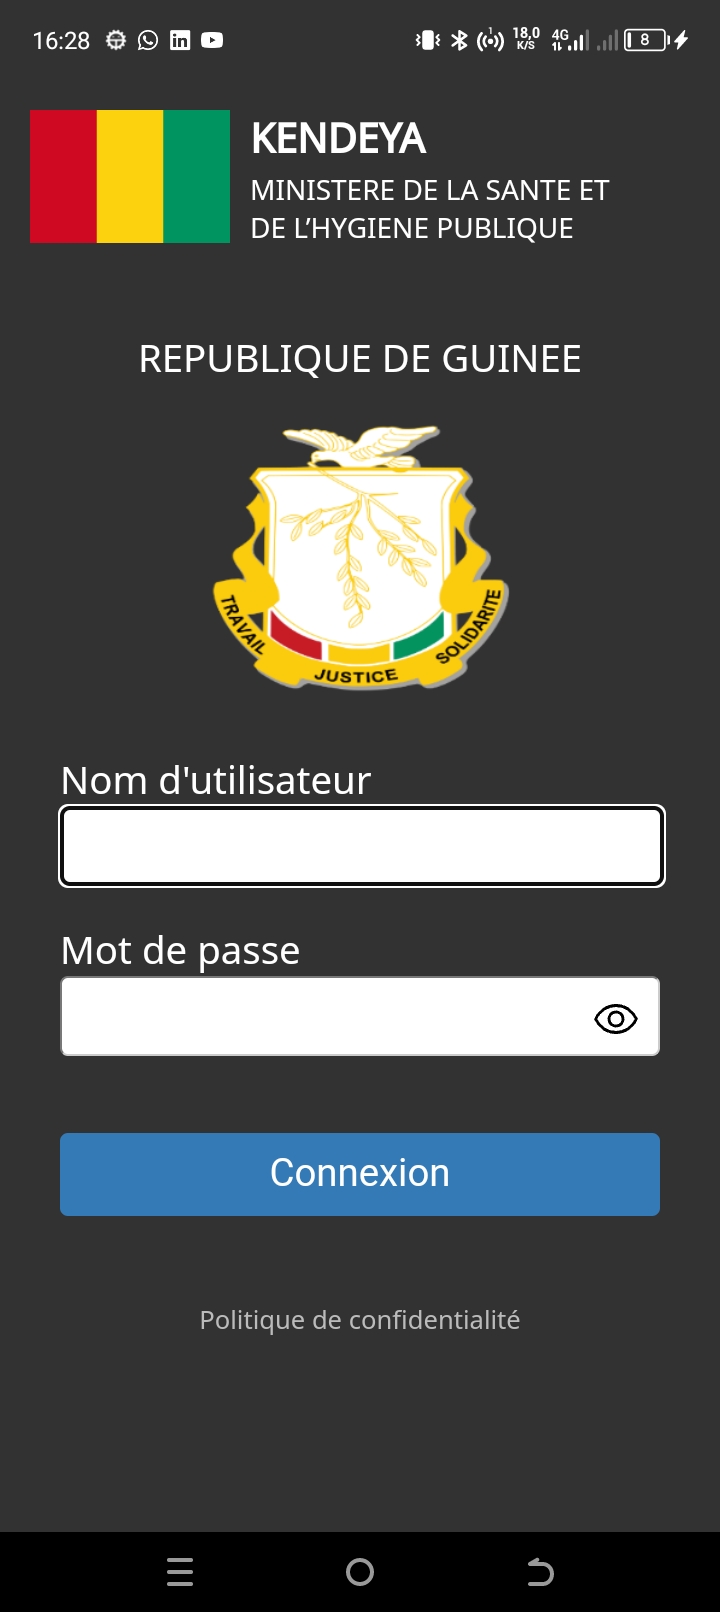 16:28
18,0
K/S
4G
1
8
KENDEYA
MINISTERE DE LA SANTE ET
DE L’HYGIENE PUBLIQUE
REPUBLIQUE DE GUINEE
TRAVAIL
JUSTICE
SOLIDARITE
Nom d'utilisateur
Mot de passe
Connexion
Politique de confidentialité